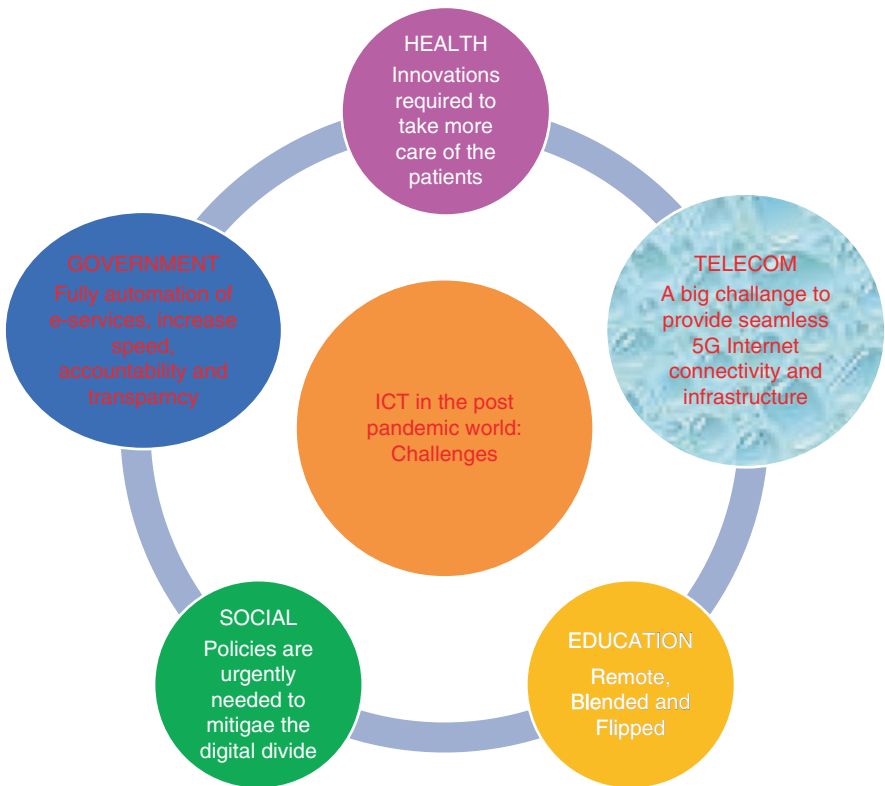 HEALTH
Innovations
required to
take more
care of the
patients
GOVERNMENT
Fully automation of
e-services, increase
speed,
accountability and
transparncy
TELECOM
A big challange to
provide seamless
5G Internet
connectivity and
infrastructure
ICT in the post
pandemic world:
Challenges
SOCIAL
Policies are
urgently
needed to
mitigae the
digital divide
EDUCATION
Remote,
Blended and
Flipped